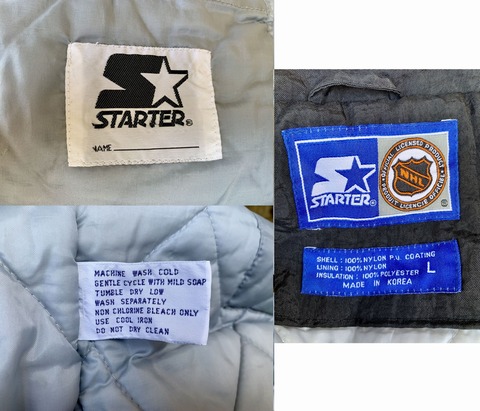 STARTER®
NAME
MACHINE WASH COLD
GENTLE CYCLE WITH MILD SOAP
TUMBLE DRY LOW
WASH SEPARATELY
NON CHLORINE BLEACH ONLY
USE COOL IRON
DO NOT DRY CLEAN
STARTER®
OFFICIAL LICENSED PRODUCT
NHL
PRODUIT LICENCIE OFFICIEL
®
SHELL : 100% NYLON P.U. COATING
LINING : 100% NYLON
INSULATION : 100% POLYESTER
MADE IN KOREA
L